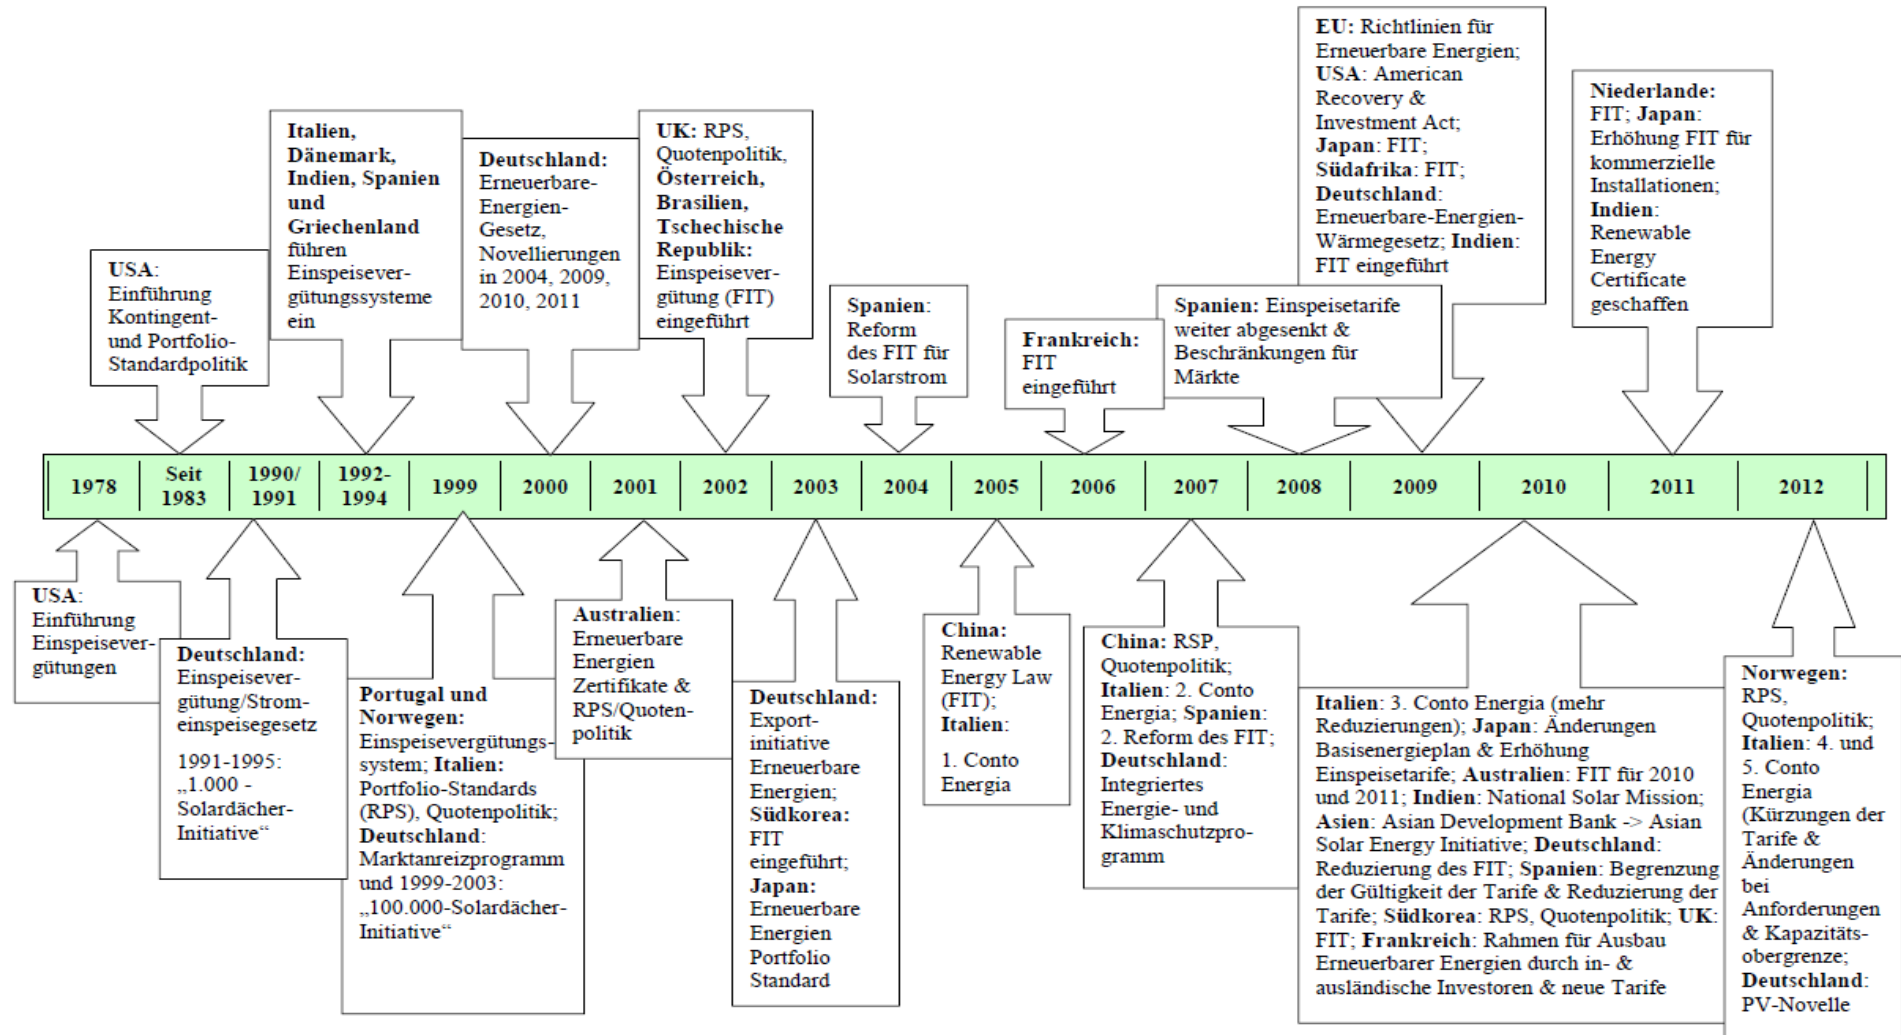 USA:
Einführung
Kontingent-
und Portfolio-
Standardpolitik
Italien,
Dänemark,
Indien, Spanien
und
Griechenland
führen
Einspeisever-
gütungssysteme
ein
Deutschland:
Erneuerbare-
Energien-
Gesetz,
Novellierungen
in 2004, 2009,
2010, 2011
UK: RPS,
Quotenpolitik,
Österreich,
Brasilien,
Tschechische
Republik:
Einspeisever-
gütung (FIT)
eingeführt
Spanien:
Reform
des FIT für
Solarstrom
Frankreich:
FIT
eingeführt
Spanien: Einspeisetarife
weiter abgesenkt &
Beschränkungen für
Märkte
EU: Richtlinien für
Erneuerbare Energien;
USA: American
Recovery &
Investment Act;
Japan: FIT;
Südafrika: FIT;
Deutschland:
Erneuerbare-Energien-
Wärmegesetz; Indien:
FIT eingeführt
Niederlande:
FIT; Japan:
Erhöhung FIT für
kommerzielle
Installationen;
Indien:
Renewable
Energy
Certificate
geschaffen
1978
Seit
1983
1990/
1991
1992-
1994
1999
2000
2001
2002
2003
2004
2005
2006
2007
2008
2009
2010
2011
2012
USA:
Einführung
Einspeisever-
gütungen
Deutschland:
Einspeisever-
gütung/Strom-
einspeisegesetz
1991-1995:
„1.000 -
Solardächer-
Initiative“
Portugal und
Norwegen:
Einspeisevergütungs-
system; Italien:
Portfolio-Standards
(RPS), Quotenpolitik;
Deutschland:
Marktanreizprogramm
und 1999-2003:
„100.000-Solardächer-
Initiative“
Australien:
Erneuerbare
Energien
Zertifikate &
RPS/Quoten-
politik
Deutschland:
Export-
initiative
Erneuerbare
Energien;
Südkorea:
FIT
eingeführt;
Japan:
Erneuerbare
Energien
Portfolio
Standard
China:
Renewable
Energy Law
(FIT);
Italien:
1. Conto
Energia
China: RSP,
Quotenpolitik;
Italien: 2. Conto
Energia; Spanien:
2. Reform des FIT;
Deutschland:
Integriertes
Energie- und
Klimaschutzpro-
gramm
Italien: 3. Conto Energia (mehr
Reduzierungen); Japan: Änderungen
Basisenergieplan & Erhöhung
Einspeisetarife; Australien: FIT für 2010
und 2011; Indien: National Solar Mission;
Asien: Asian Development Bank -> Asian
Solar Energy Initiative; Deutschland:
Reduzierung des FIT; Spanien: Begrenzung
der Gültigkeit der Tarife & Reduzierung der
Tarife; Südkorea: RPS, Quotenpolitik; UK:
FIT; Frankreich: Rahmen für Ausbau
Erneuerbarer Energien durch in- &
ausländische Investoren & neue Tarife
Norwegen:
RPS,
Quotenpolitik;
Italien: 4. und
5. Conto
Energia
(Kürzungen der
Tarife &
Änderungen
bei
Anforderungen
& Kapazitäts-
obergrenze;
Deutschland:
PV-Novelle